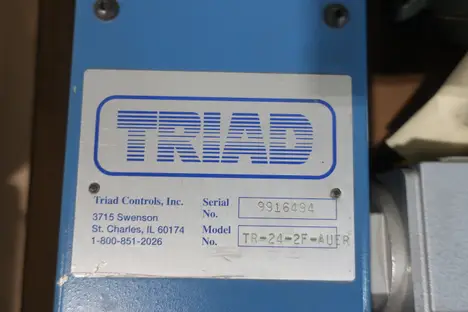 TRIAD
Triad Controls, Inc.
3715 Swenson
St. Charles, IL 60174
1-800-851-2026
Serial No. 9916494
Model No. TR-24-2F-AUER